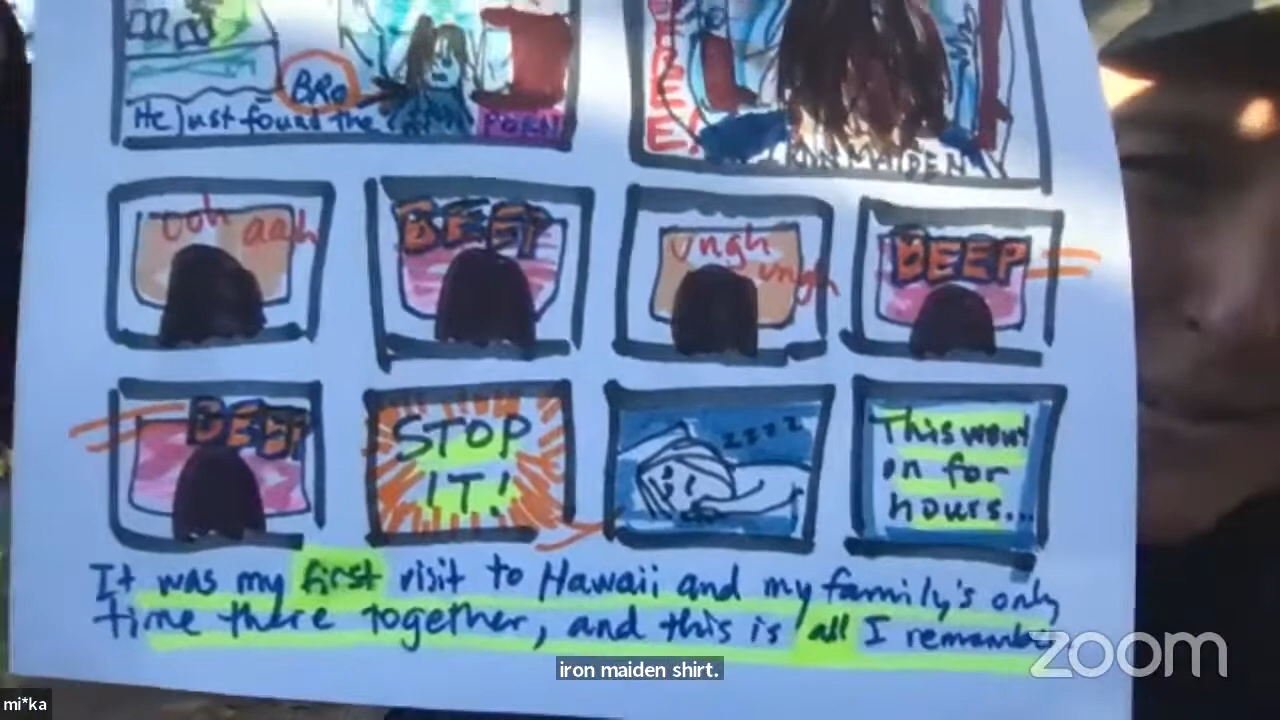 BRO
He just found the
PORN
IRON MAIDEN
ooh aah
BEEP
ungh
ungh
BEEP
BEEP
STOP
IT!
zzzz
This went
on for
hours...
It was my first visit to Hawaii and my family's only
time there together, and this is all I remember.
iron maiden shirt.
zoom
mi*ka